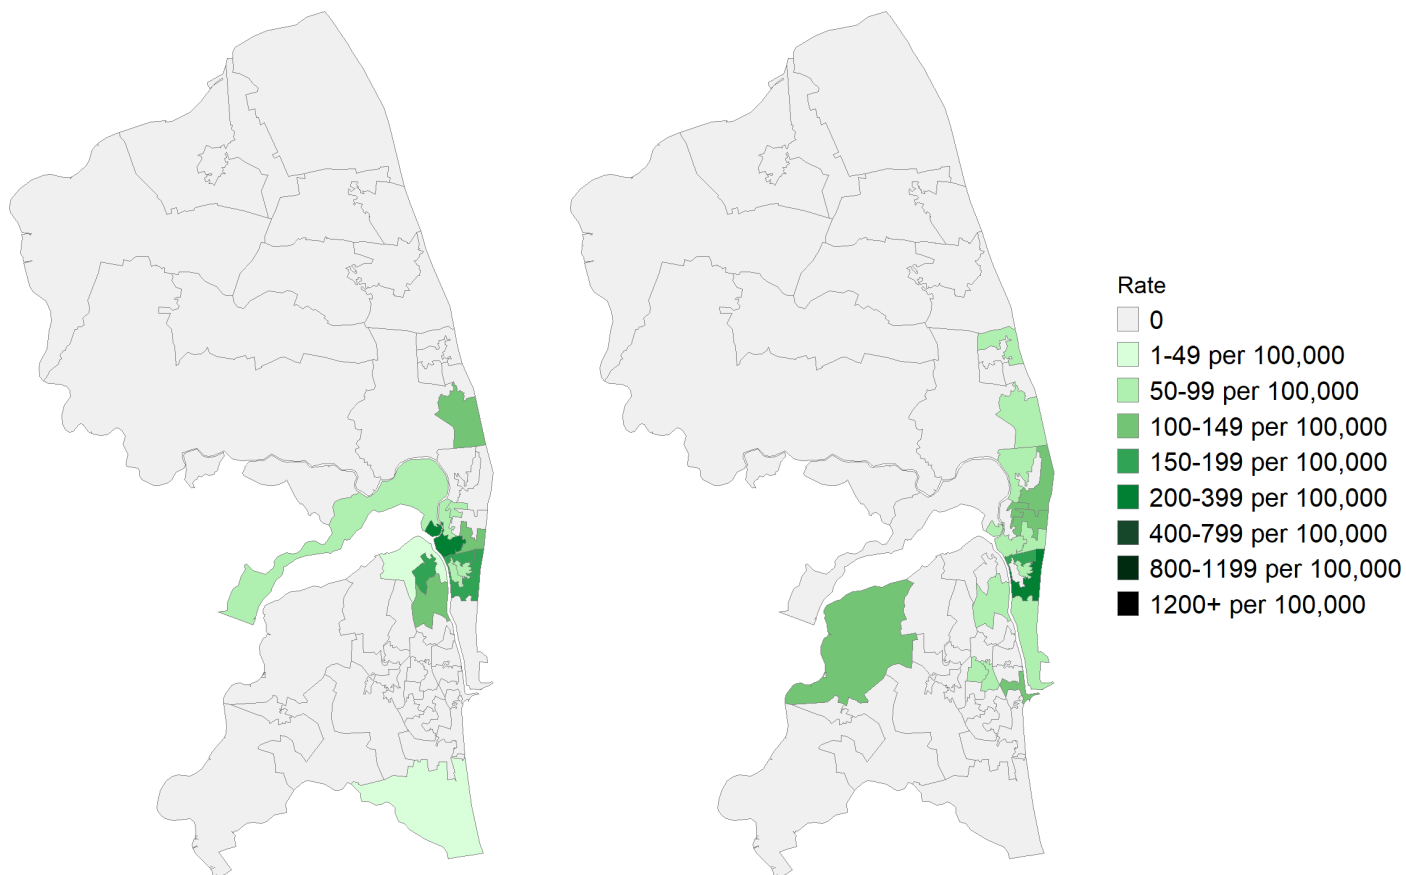 Rate
0
1-49 per 100,000
50-99 per 100,000
100-149 per 100,000
150-199 per 100,000
200-399 per 100,000
400-799 per 100,000
800-1199 per 100,000
1200+ per 100,000